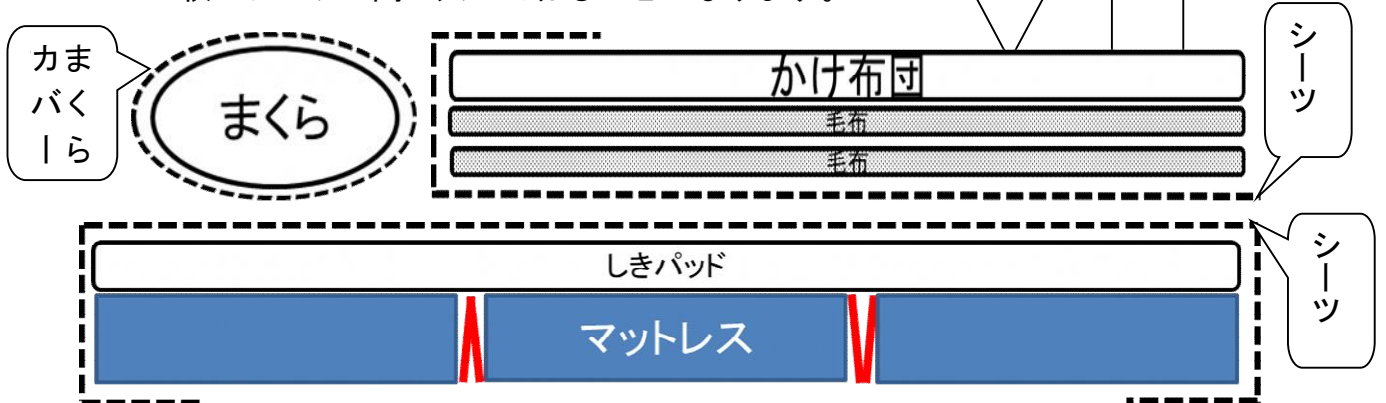 まくら
カバー
まくら
かけ布団
毛布
毛布
シーツ
シーツ
しきパッド
マットレス